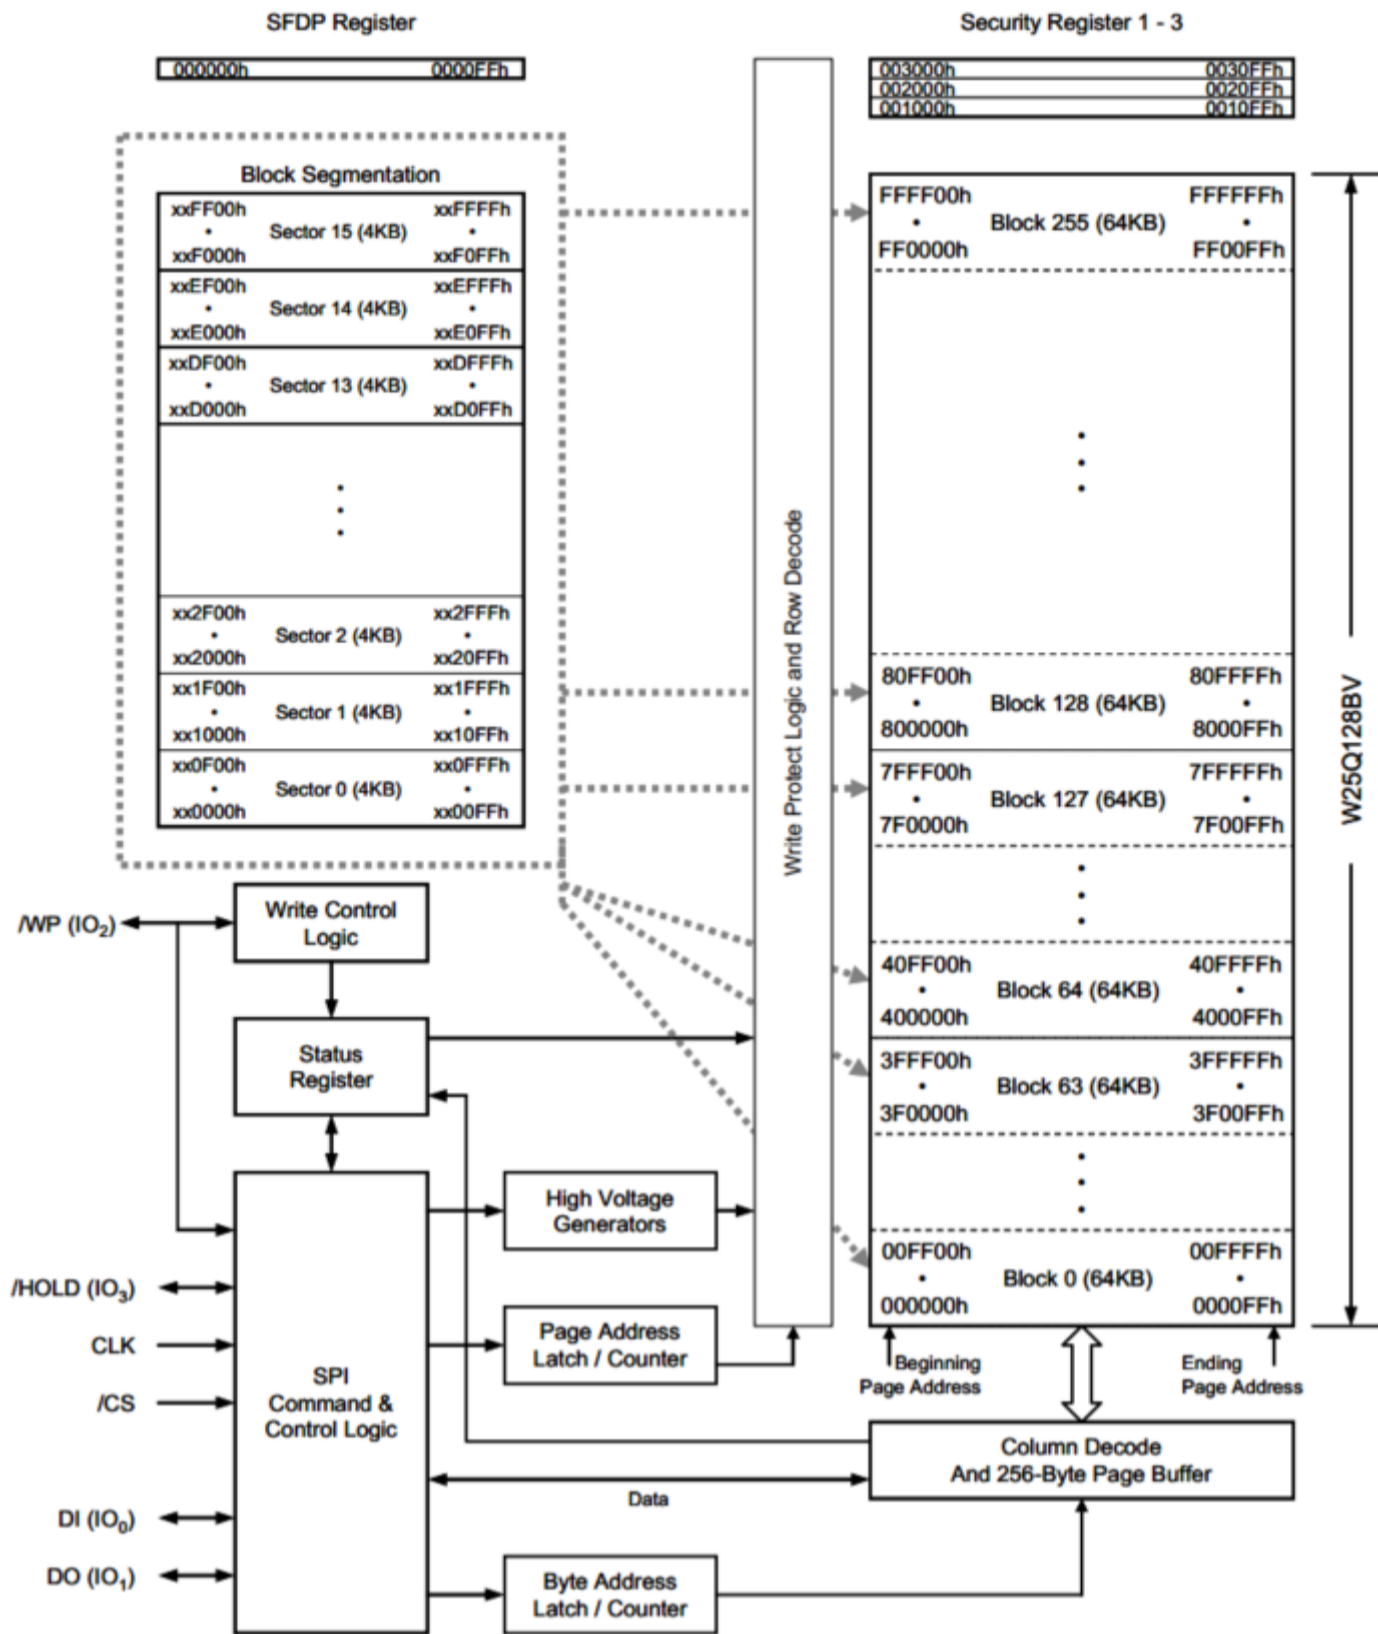 SFDP Register
000000h 0000FFh
Security Register 1 - 3
003000h 0030FFh
002000h 0020FFh
001000h 0010FFh
Block Segmentation
xxFF00h xxFFFFh
• Sector 15 (4KB) •
xxF000h xxF0FFh
xxEF00h xxEFFFh
• Sector 14 (4KB) •
xxE000h xxE0FFh
xxDF00h xxDFFFh
• Sector 13 (4KB) •
xxD000h xxD0FFh
xx2F00h xx2FFFh
• Sector 2 (4KB) •
xx2000h xx20FFh
xx1F00h xx1FFFh
• Sector 1 (4KB) •
xx1000h xx10FFh
xx0F00h xx0FFFh
• Sector 0 (4KB) •
xx0000h xx00FFh
Write Protect Logic and Row Decode
FFFF00h FFFFFFh
• Block 255 (64KB) •
FF0000h FF00FFh
80FF00h 80FFFFh
• Block 128 (64KB) •
800000h 8000FFh
7FFF00h 7FFFFFh
• Block 127 (64KB) •
7F0000h 7F00FFh
40FF00h 40FFFFh
• Block 64 (64KB) •
400000h 4000FFh
3FFF00h 3FFFFFh
• Block 63 (64KB) •
3F0000h 3F00FFh
00FF00h 00FFFFh
• Block 0 (64KB) •
000000h 0000FFh
W25Q128BV
Beginning
Page Address
Ending
Page Address
/WP (IO2)
Write Control
Logic
Status
Register
High Voltage
Generators
/HOLD (IO3)
CLK
/CS
DI (IO0)
DO (IO1)
SPI
Command &
Control Logic
Page Address
Latch / Counter
Column Decode
And 256-Byte Page Buffer
Data
Byte Address
Latch / Counter